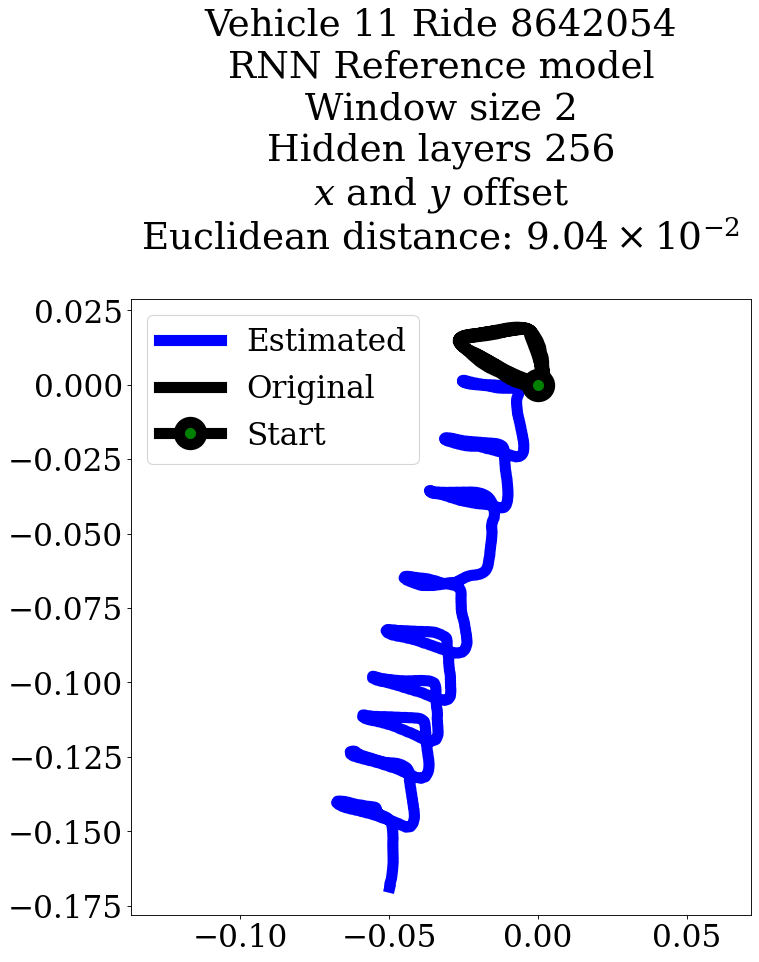 Vehicle 11 Ride 8642054
RNN Reference model
Window size 2
Hidden layers 256
x and y offset
Euclidean distance: 9.04 × 10⁻²
Estimated
Original
Start
0.025
0.000
−0.025
−0.050
−0.075
−0.100
−0.125
−0.150
−0.175
−0.10
−0.05
0.00
0.05